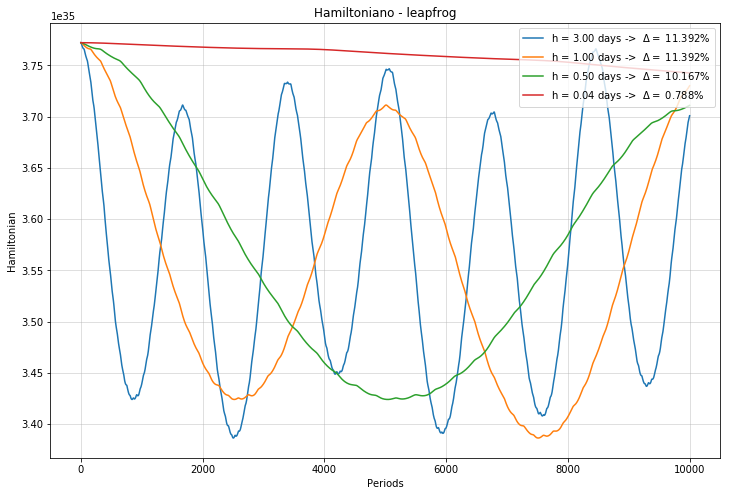 Hamiltoniano - leapfrog
1e35
h = 3.00 days -> Δ = 11.392%
h = 1.00 days -> Δ = 11.392%
h = 0.50 days -> Δ = 10.167%
h = 0.04 days -> Δ = 0.788%
3.75
3.70
3.65
3.60
3.55
3.50
3.45
3.40
Hamiltonian
0
2000
4000
6000
8000
10000
Periods